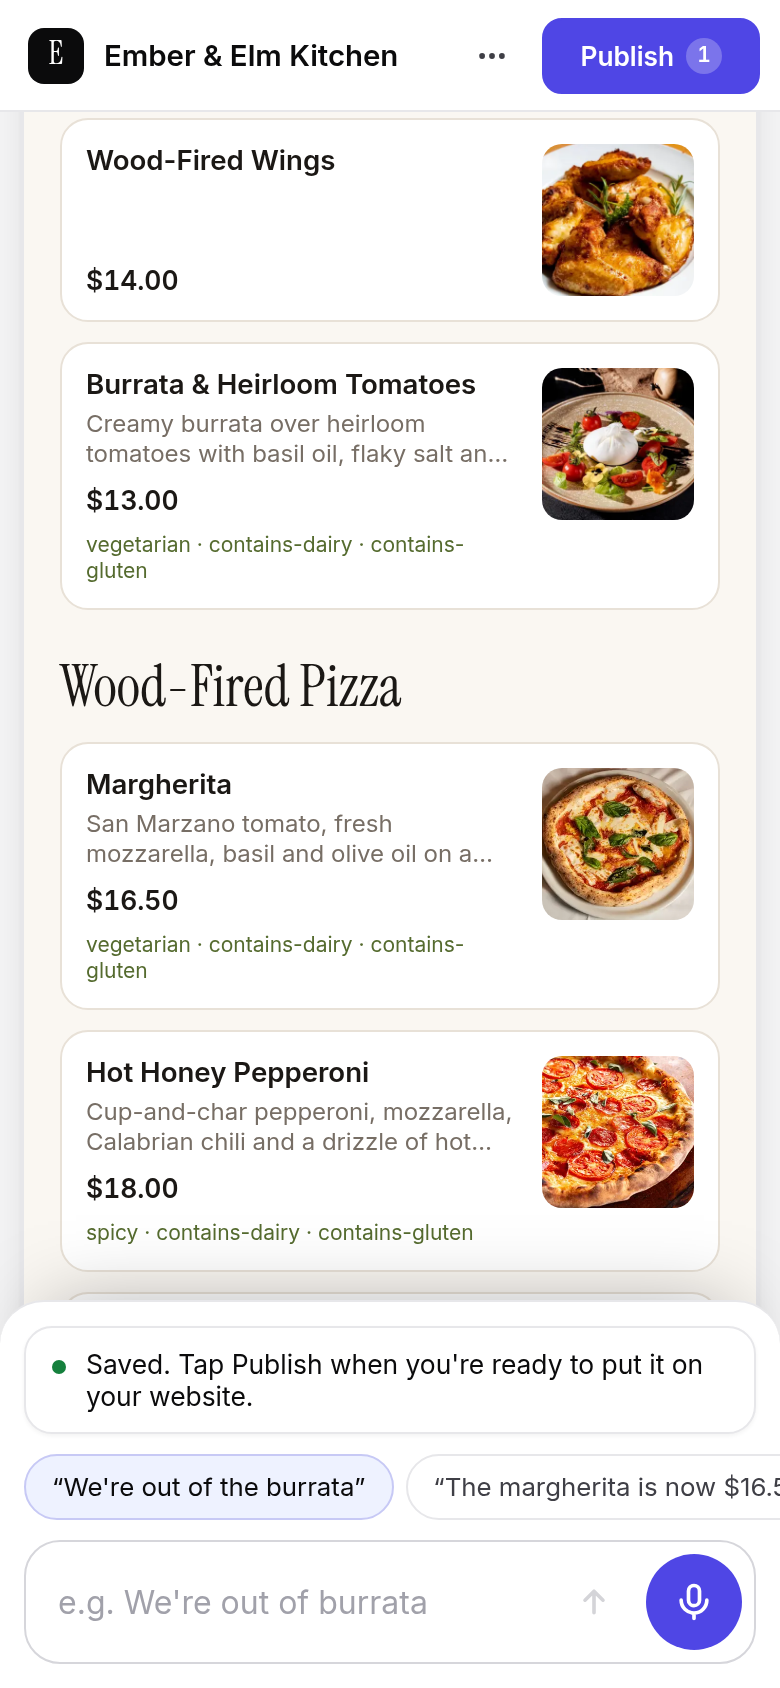 E
Ember & Elm Kitchen
Publish 1
Wood-Fired Wings
$14.00
Burrata & Heirloom Tomatoes
Creamy burrata over heirloom
tomatoes with basil oil, flaky salt an...
$13.00
vegetarian · contains-dairy · contains-
gluten
Wood-Fired Pizza
Margherita
San Marzano tomato, fresh
mozzarella, basil and olive oil on a...
$16.50
vegetarian · contains-dairy · contains-
gluten
Hot Honey Pepperoni
Cup-and-char pepperoni, mozzarella,
Calabrian chili and a drizzle of hot...
$18.00
spicy · contains-dairy · contains-gluten
Saved. Tap Publish when you're ready to put it on
your website.
“We're out of the burrata”
“The margherita is now $16.5
e.g. We're out of burrata